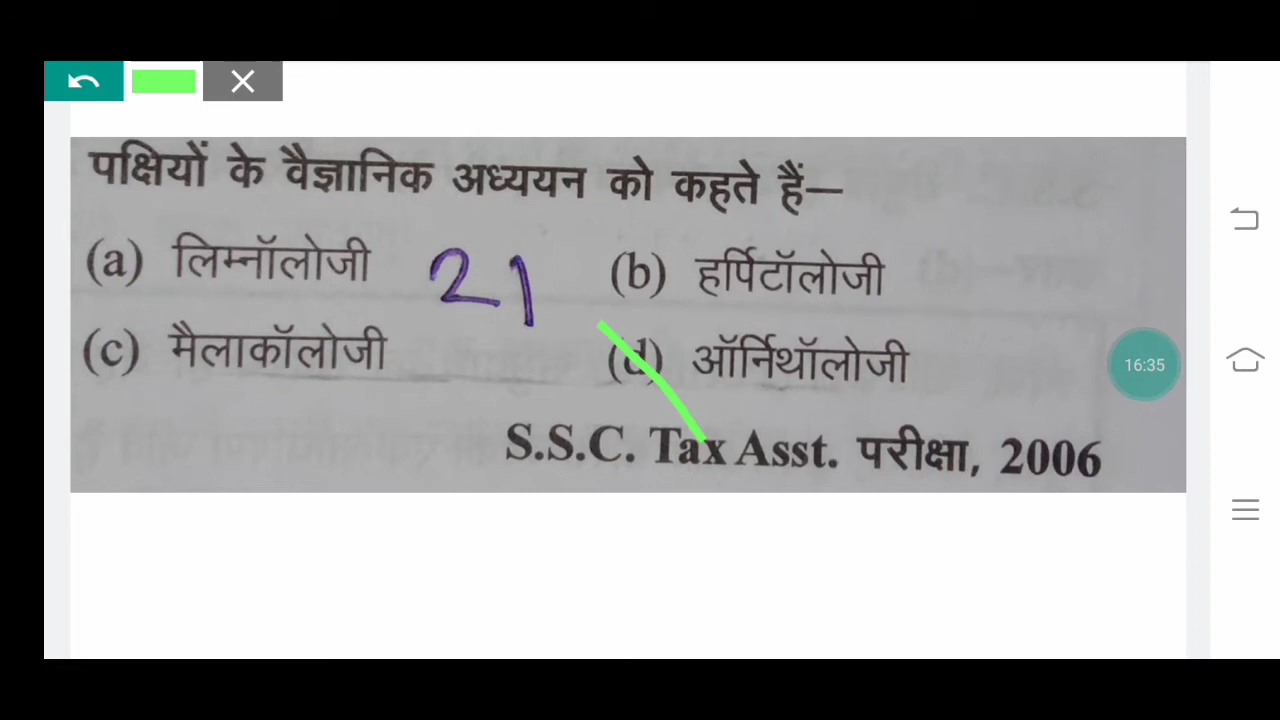 पक्षियों के वैज्ञानिक अध्ययन को कहते हैं—
(a) लिम्नॉलोजी 21 (b) हर्पिटॉलोजी
(c) मैलाकॉलोजी (d) ऑर्निथॉलोजी
S.S.C. Tax Asst. परीक्षा, 2006
16:35